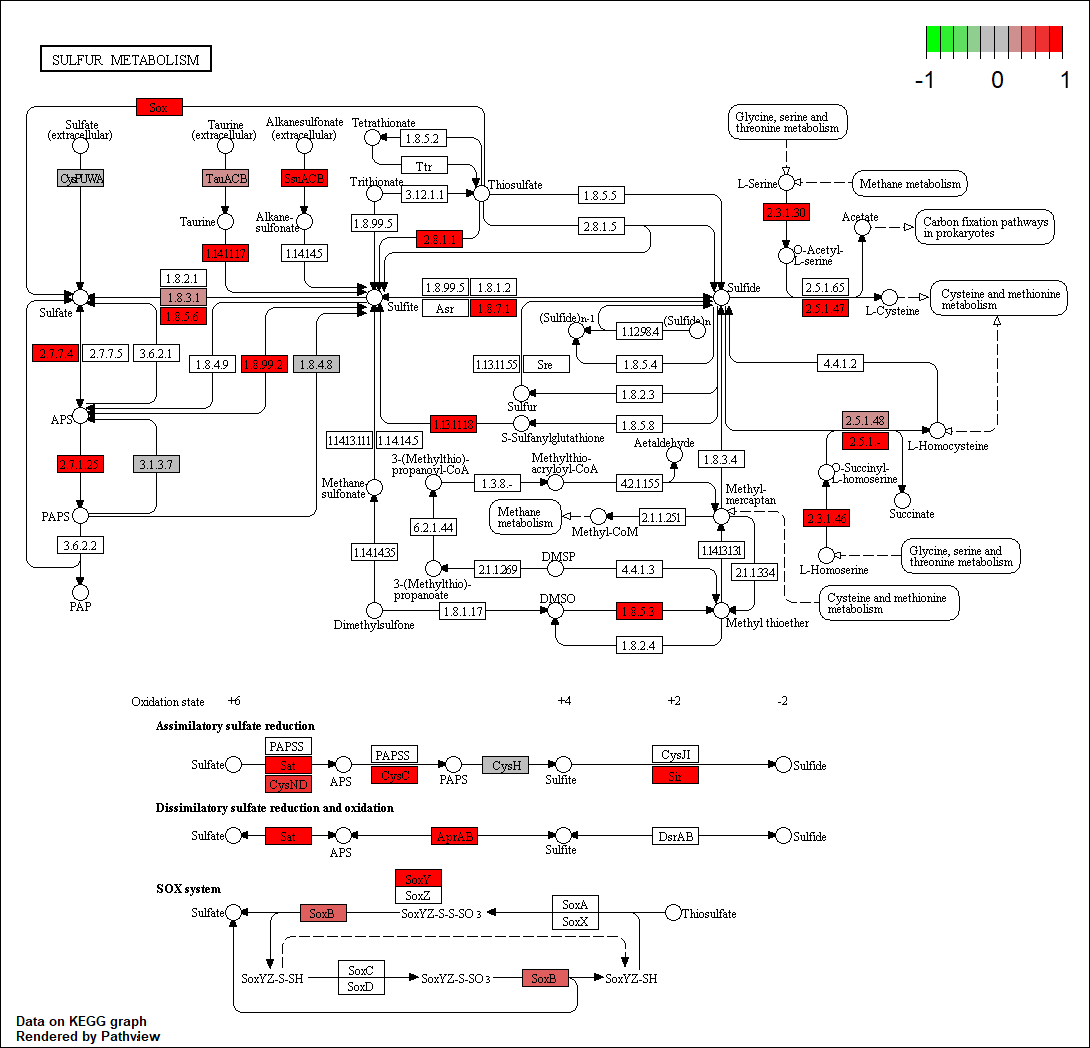 SULFUR METABOLISM
-1 0 1
Sox
Sulfate
(extracellular)
Taurine
(extracellular)
Alkanesulfonate
(extracellular)
Tetrathionate
1.8.5.2
Glycine, serine and
threonine metabolism
CysPUWA
TauACB
SsuACB
Ttr
Trithionate
3.12.1.1
Thiosulfate
1.8.5.5
L-Serine
Methane metabolism
Taurine
Alkane-
sulfonate
1.8.99.5
2.8.1.1
2.8.1.5
2.3.1.30
Acetate
Carbon fixation pathways
in prokaryotes
1.14.11.17
1.14.14.5
O-Acetyl-
L-serine
1.8.2.1
1.8.3.1
1.8.5.6
Sulfate
Sulfite
1.8.99.5
1.8.1.2
Asr
1.8.7.1
Sulfide
2.5.1.65
2.5.1.47
L-Cysteine
Cysteine and methionine
metabolism
(Sulfide)n-1
1.12.98.4
(Sulfide)n
2.7.7.4
2.7.7.5
3.6.2.1
1.8.4.9
1.8.99.2
1.8.4.8
1.13.11.55
Sre
1.8.5.4
4.4.1.2
1.8.2.3
Sulfur
APS
1.13.11.18
1.8.5.8
S-Sulfanylglutathione
2.5.1.48
2.5.1.-
L-Homocysteine
1.14.13.111
1.14.14.5
Aetaldehyde
1.8.3.4
2.7.1.25
3.1.3.7
3-(Methylthio)-
propanoyl-CoA
Methylthio-
acryloyl-CoA
O-Succinyl-
L-homoserine
1.3.8.-
4.2.1.155
Methane
sulfonate
Methyl-
mercaptan
Succinate
PAPS
Methane
metabolism
Methyl-CoM
2.1.1.251
2.3.1.46
6.2.1.44
3.6.2.2
1.14.14.35
1.14.13.131
L-Homoserine
Glycine, serine and
threonine metabolism
DMSP
2.1.1.269
4.4.1.3
2.1.1.334
3-(Methylthio)-
propanoate
PAP
DMSO
Cysteine and methionine
metabolism
1.8.1.17
1.8.5.3
Dimethylsulfone
Methyl thioether
1.8.2.4
Oxidation state +6 +4 +2 -2
Assimilatory sulfate reduction
PAPSS
PAPSS
CysJI
Sulfate
Sat
CysH
Sulfide
CysND
APS
CysC
PAPS
Sulfite
Sir
Dissimilatory sulfate reduction and oxidation
Sulfate
Sat
AprAB
DsrAB
Sulfide
APS
Sulfite
SOX system
SoxY
SoxZ
Sulfate
SoxB
SoxYZ-S-S-SO3
SoxA
SoxX
Thiosulfate
SoxYZ-S-SH
SoxC
SoxD
SoxYZ-S-SO3
SoxB
SoxYZ-SH
Data on KEGG graph
Rendered by Pathview